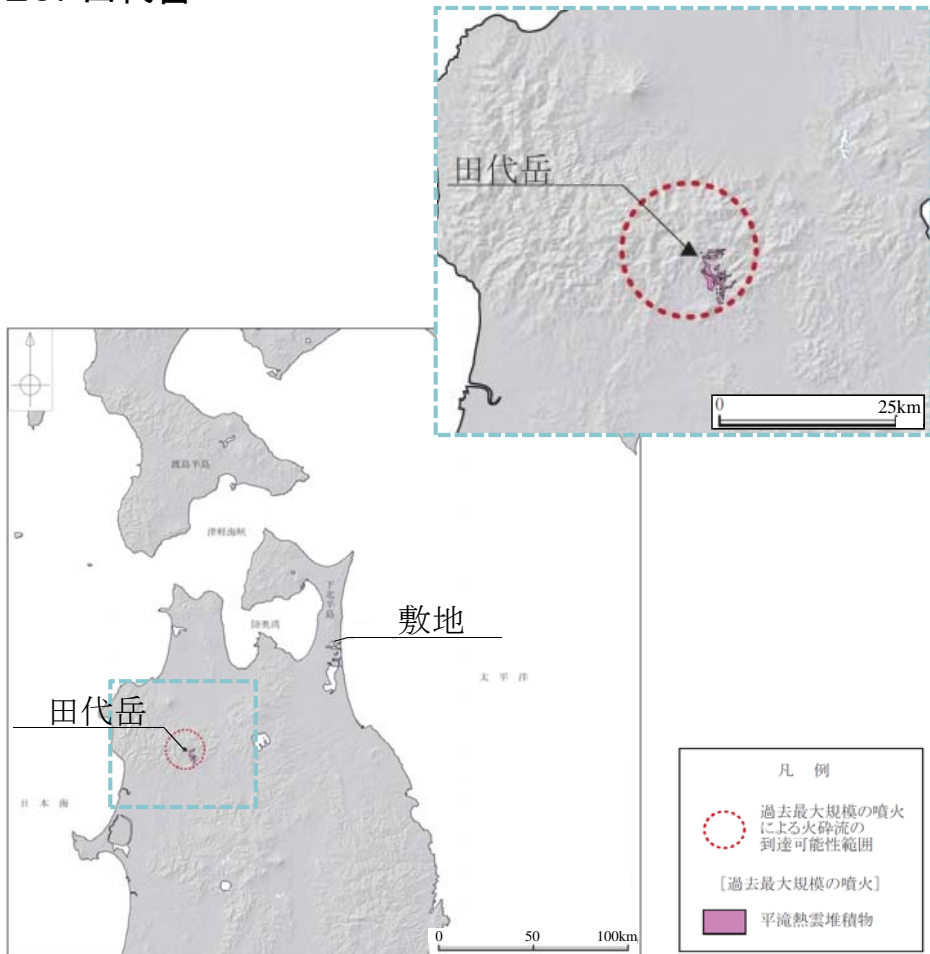 田代岳
0
25km
渡島半島
津軽海峡
下北半島
陸奥湾
敷地
太平洋
田代岳
日本海
0
50
100km
凡例
過去最大規模の噴火
による火砕流の
到達可能性範囲
[過去最大規模の噴火]
平滝熱雲堆積物